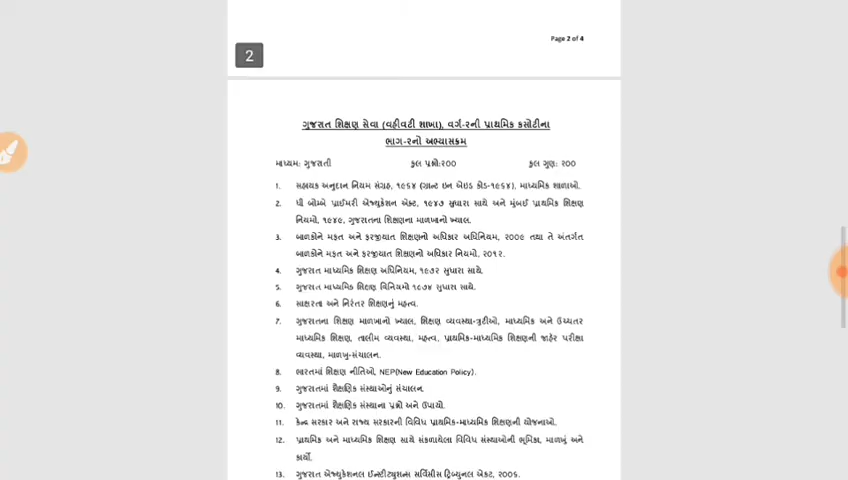 Page 2 of 4
2
ગુજરાત શિક્ષણ સેવા (વહીવટી શાખા), વર્ગ-૨ની પ્રાથમિક કસોટીના
ભાગ-૨નો અભ્યાસક્રમ
માધ્યમ: ગુજરાતી કુલ પ્રશ્નો:૨૦૦ કુલ ગુણ: ૨૦૦
1. સહાયક અનુદાન નિયમ સંગ્રહ, ૧૯૬૪ (ગ્રાન્ટ ઇન એઇડ કોડ-૧૯૬૪), માધ્યમિક શાળાઓ.
2. ધી બોમ્બે પ્રાઈમરી એજ્યુકેશન એક્ટ, ૧૯૪૭ સુધારા સાથે અને મુંબઈ પ્રાથમિક શિક્ષણ
નિયમો, ૧૯૪૯, ગુજરાતના શિક્ષણના માળખાનો ખ્યાલ.
3. બાળકોને મફત અને ફરજીયાત શિક્ષણનો અધિકાર અધિનિયમ, ૨૦૦૯ તથા તે અંતર્ગત
બાળકોને મફત અને ફરજીયાત શિક્ષણનો અધિકાર નિયમો, ૨૦૧૨.
4. ગુજરાત માધ્યમિક શિક્ષણ અધિનિયમ, ૧૯૭૨ સુધારા સાથે.
5. ગુજરાત માધ્યમિક શિક્ષણ વિનિયમો ૧૯૭૪ સુધારા સાથે.
6. સાક્ષરતા અને નિરંતર શિક્ષણનું મહત્વ.
7. ગુજરાતના શિક્ષણ માળખાનો ખ્યાલ, શિક્ષણ વ્યવસ્થા-ત્રુટીઓ, માધ્યમિક અને ઉચ્ચતર
માધ્યમિક શિક્ષણ, તાલીમ વ્યવસ્થા, મહત્વ, પ્રાથમિક-માધ્યમિક શિક્ષણની જાહેર પરીક્ષા
વ્યવસ્થા, માળખુ-સંચાલન.
8. ભારતમાં શિક્ષણ નીતિઓ, NEP(New Education Policy).
9. ગુજરાતમાં શૈક્ષણિક સંસ્થાઓનું સંચાલન.
10. ગુજરાતમાં શૈક્ષણિક સંસ્થાના પ્રશ્નો અને ઉપાયો.
11. કેન્દ્ર સરકાર અને રાજ્ય સરકારની વિવિધ પ્રાથમિક-માધ્યમિક શિક્ષણની યોજનાઓ.
12. પ્રાથમિક અને માધ્યમિક શિક્ષણ સાથે સંકળાયેલા વિવિધ સંસ્થાઓની ભૂમિકા, માળખું અને
કાર્યો.
13. ગુજરાત એજ્યુકેશનલ ઈન્સ્ટીટ્યુશન્સ સર્વિસીસ ટ્રિબ્યુનલ એક્ટ, ૨૦૦૬.